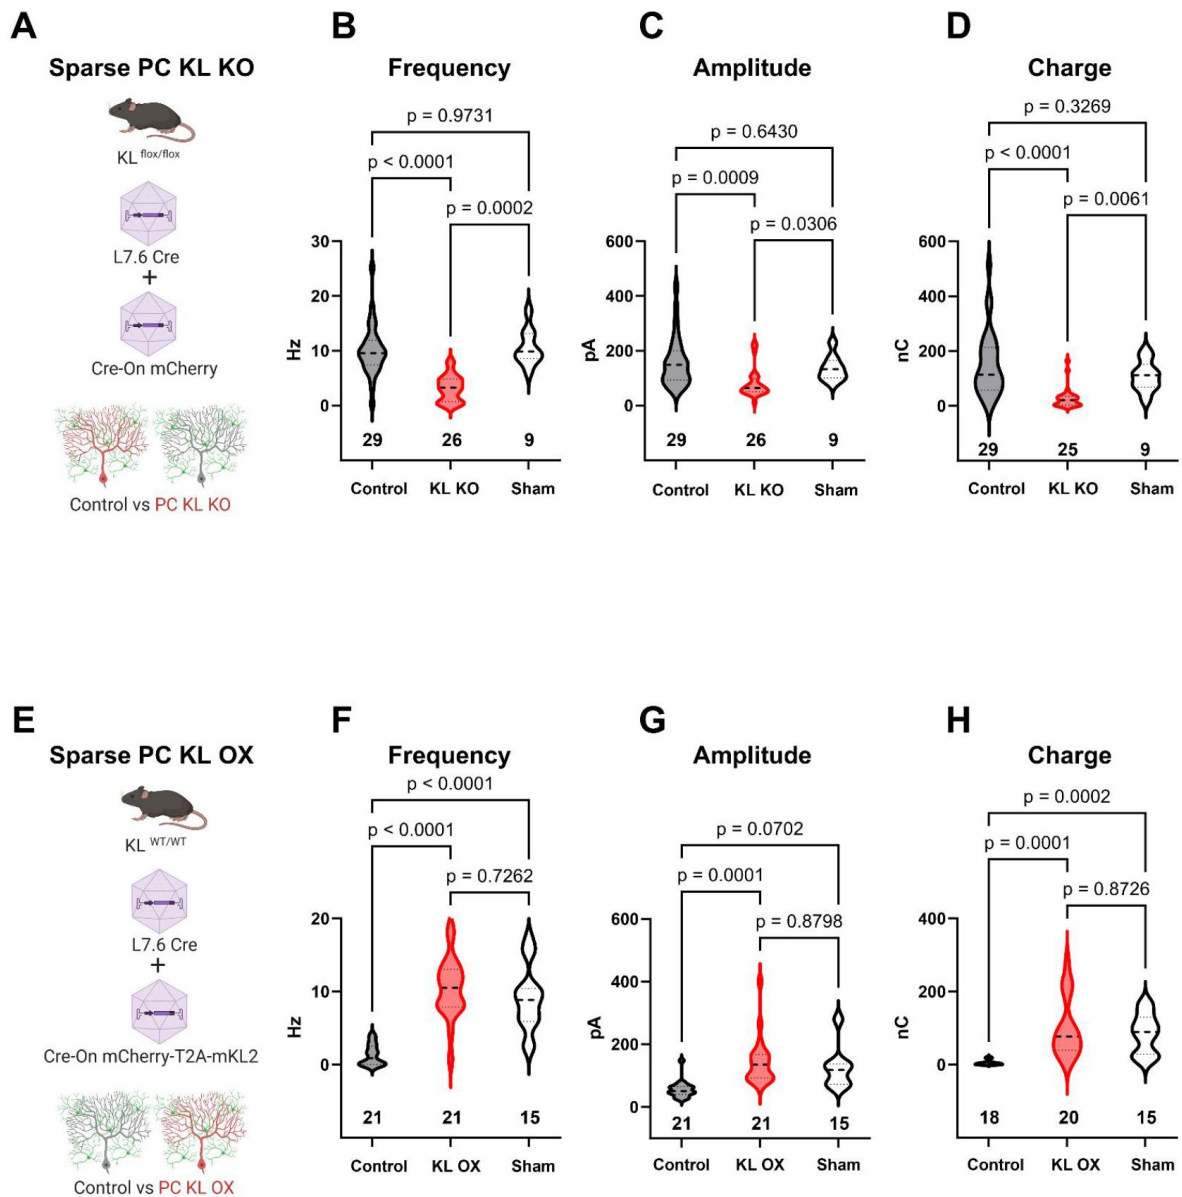 A
Sparse PC KL KO
KL flox/flox
L7.6 Cre
+
Cre-On mCherry
Control vs PC KL KO
B
Frequency
p = 0.9731
p < 0.0001
p = 0.0002
30
20
10
0
Hz
29 26 9
Control KL KO Sham
C
Amplitude
p = 0.6430
p = 0.0009
p = 0.0306
600
400
200
0
pA
29 26 9
Control KL KO Sham
D
Charge
p = 0.3269
p < 0.0001
p = 0.0061
600
400
200
0
nC
29 25 9
Control KL KO Sham
E
Sparse PC KL OX
KL WT/WT
L7.6 Cre
+
Cre-On mCherry-T2A-mKL2
Control vs PC KL OX
F
Frequency
p < 0.0001
p < 0.0001
p = 0.7262
20
10
0
Hz
21 21 15
Control KL OX Sham
G
Amplitude
p = 0.0702
p = 0.0001
p = 0.8798
600
400
200
0
pA
21 21 15
Control KL OX Sham
H
Charge
p = 0.0002
p = 0.0001
p = 0.8726
400
200
0
nC
18 20 15
Control KL OX Sham